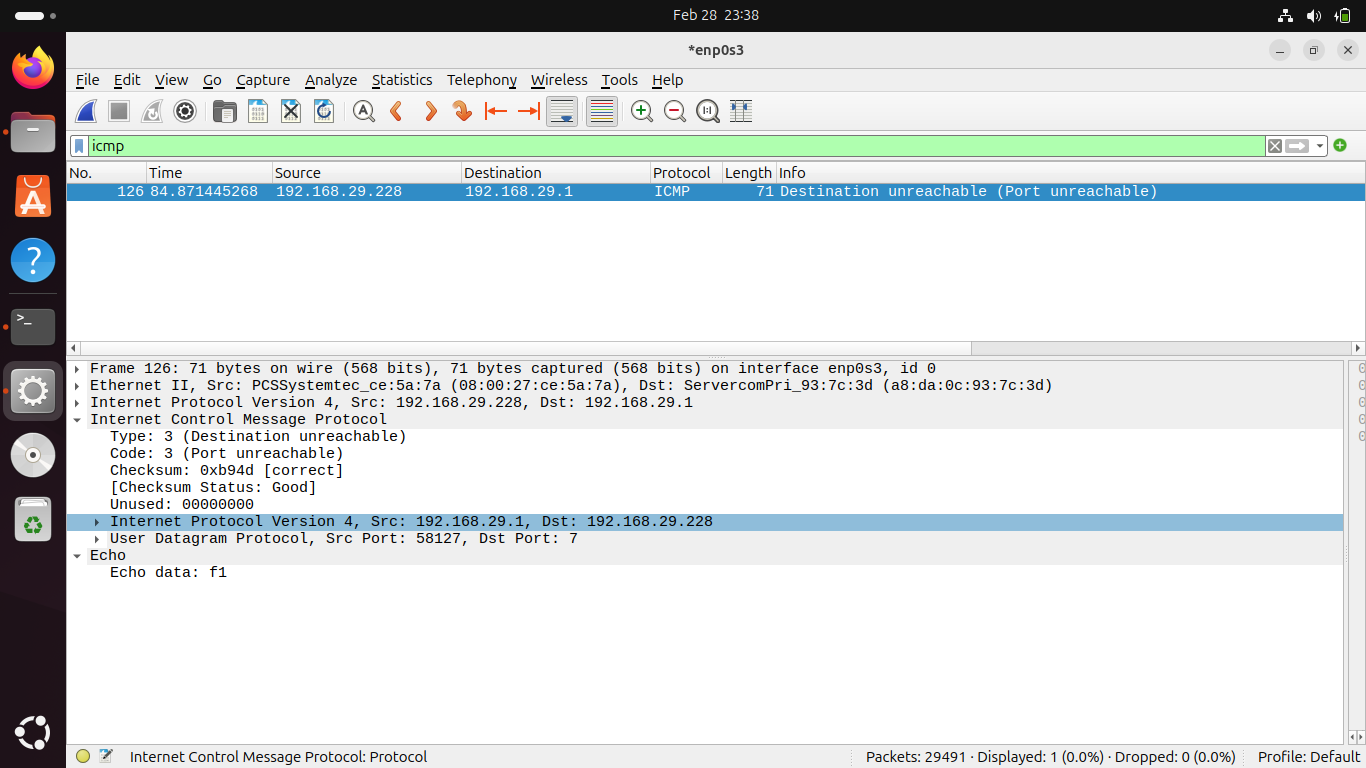 Feb 28 23:38
*enp0s3
File Edit View Go Capture Analyze Statistics Telephony Wireless Tools Help
icmp
No. Time Source Destination Protocol Length Info
126 84.871445268 192.168.29.228 192.168.29.1 ICMP 71 Destination unreachable (Port unreachable)
Frame 126: 71 bytes on wire (568 bits), 71 bytes captured (568 bits) on interface enp0s3, id 0
Ethernet II, Src: PCSSystemtec_ce:5a:7a (08:00:27:ce:5a:7a), Dst: ServercomPri_93:7c:3d (a8:da:0c:93:7c:3d)
Internet Protocol Version 4, Src: 192.168.29.228, Dst: 192.168.29.1
Internet Control Message Protocol
Type: 3 (Destination unreachable)
Code: 3 (Port unreachable)
Checksum: 0xb94d [correct]
[Checksum Status: Good]
Unused: 00000000
Internet Protocol Version 4, Src: 192.168.29.1, Dst: 192.168.29.228
User Datagram Protocol, Src Port: 58127, Dst Port: 7
Echo
Echo data: f1
Internet Control Message Protocol: Protocol
Packets: 29491 · Displayed: 1 (0.0%) · Dropped: 0 (0.0%)
Profile: Default